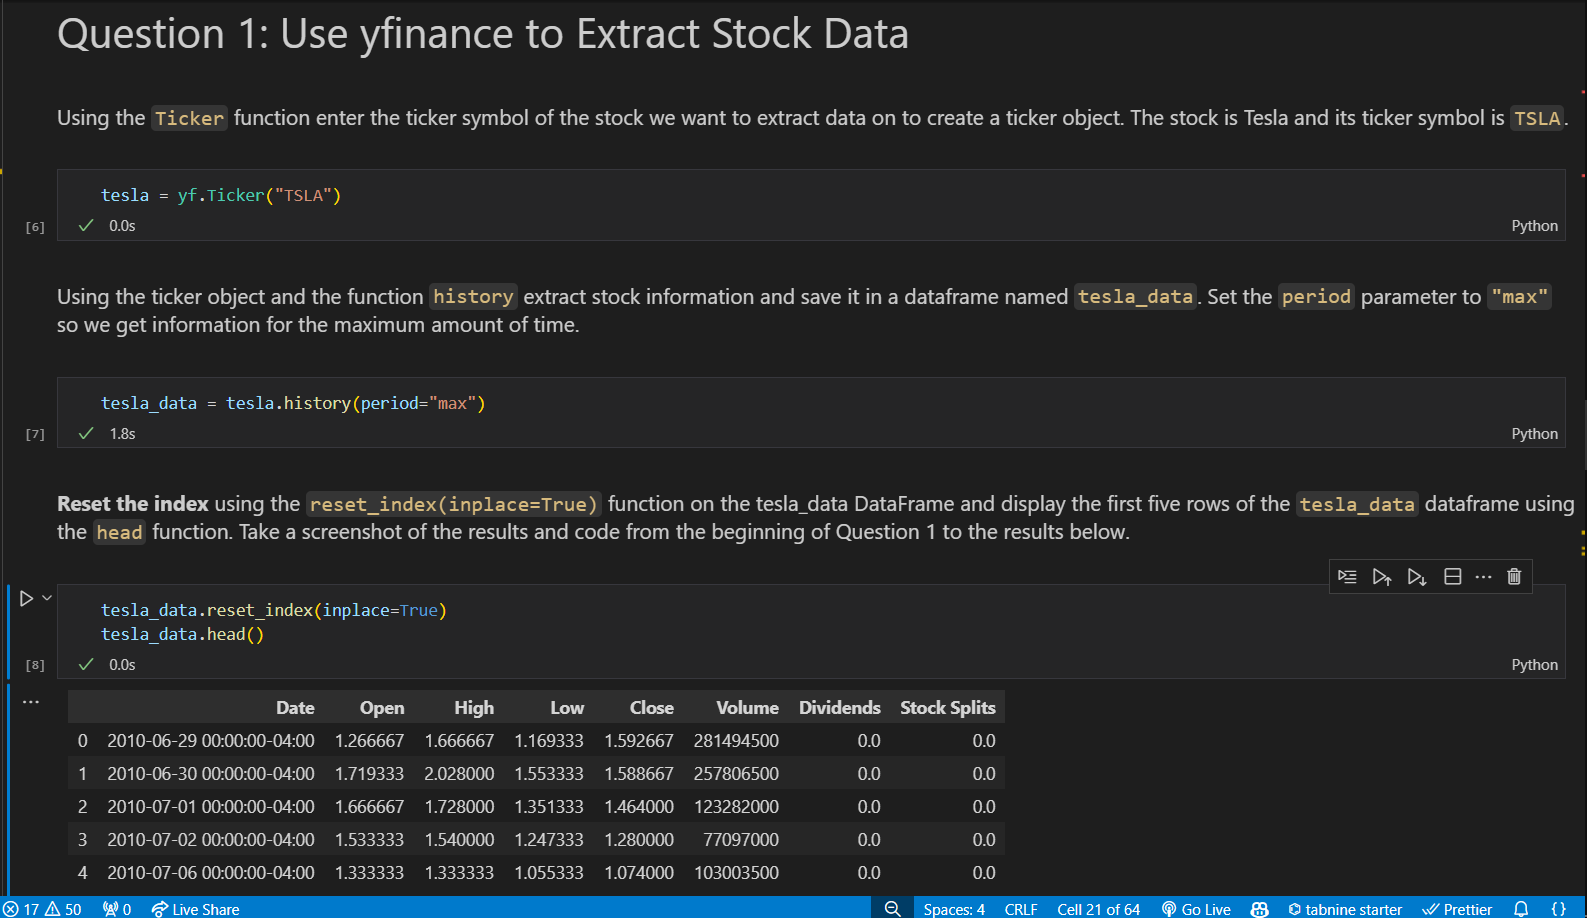 Question 1: Use yfinance to Extract Stock Data
Using the Ticker function enter the ticker symbol of the stock we want to extract data on to create a ticker object. The stock is Tesla and its ticker symbol is TSLA.
tesla = yf.Ticker("TSLA")
[6] 0.0s Python
Using the ticker object and the function history extract stock information and save it in a dataframe named tesla_data. Set the period parameter to "max"
so we get information for the maximum amount of time.
tesla_data = tesla.history(period="max")
[7] 1.8s Python
Reset the index using the reset_index(inplace=True) function on the tesla_data DataFrame and display the first five rows of the tesla_data dataframe using
the head function. Take a screenshot of the results and code from the beginning of Question 1 to the results below.
tesla_data.reset_index(inplace=True)
tesla_data.head()
[8] 0.0s Python
Date Open High Low Close Volume Dividends Stock Splits
0 2010-06-29 00:00:00-04:00 1.266667 1.666667 1.169333 1.592667 281494500 0.0 0.0
1 2010-06-30 00:00:00-04:00 1.719333 2.028000 1.553333 1.588667 257806500 0.0 0.0
2 2010-07-01 00:00:00-04:00 1.666667 1.728000 1.351333 1.464000 123282000 0.0 0.0
3 2010-07-02 00:00:00-04:00 1.533333 1.540000 1.247333 1.280000 77097000 0.0 0.0
4 2010-07-06 00:00:00-04:00 1.333333 1.333333 1.055333 1.074000 103003500 0.0 0.0
17 50 0 Live Share Spaces: 4 CRLF Cell 21 of 64 Go Live tabnine starter Prettier {}